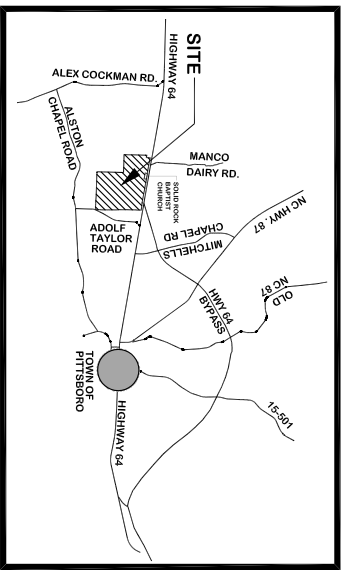 SITE
HIGHWAY 64
ALEX COCKMAN RD.
ALSTON
CHAPEL ROAD
MANCO
DAIRY RD.
SOLID ROCK
BAPTIST
CHURCH
NC HWY. 87
ADOLF
TAYLOR
ROAD
MITCHELLS
CHAPEL RD
OLD
NC 87
HWY 64
BYPASS
TOWN OF
PITTSBORO
HIGHWAY 64
15-501